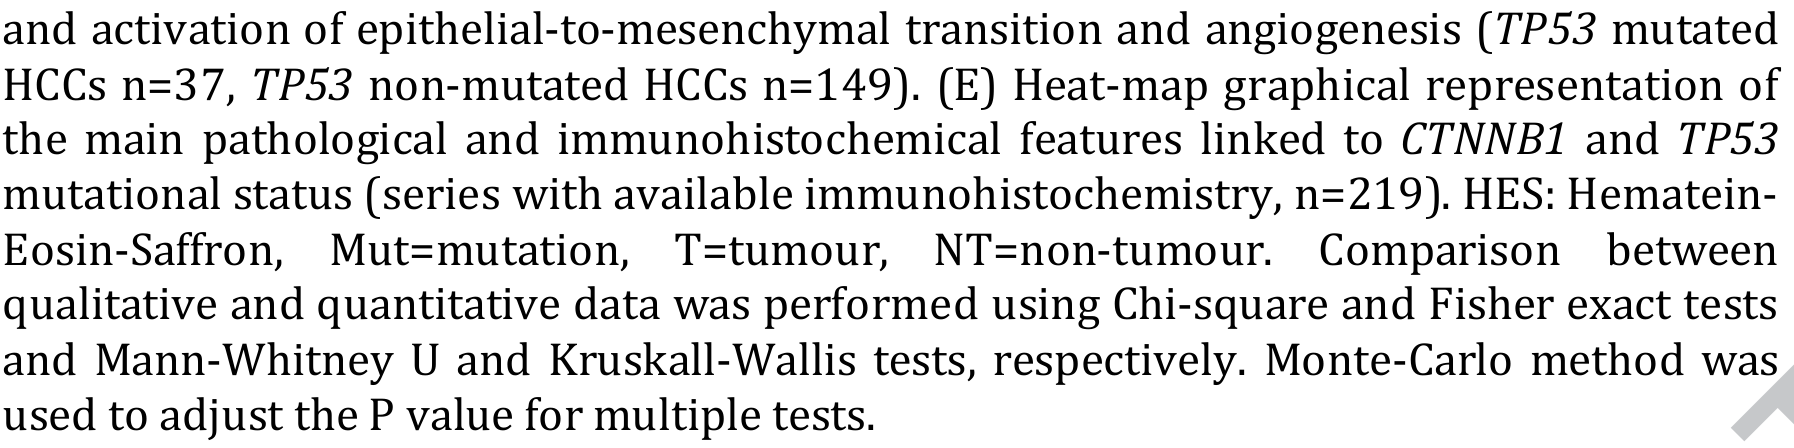 and activation of epithelial-to-mesenchymal transition and angiogenesis (TP53 mutated
HCCs n=37, TP53 non-mutated HCCs n=149). (E) Heat-map graphical representation of
the main pathological and immunohistochemical features linked to CTNNB1 and TP53
mutational status (series with available immunohistochemistry, n=219). HES: Hematein-
Eosin-Saffron, Mut=mutation, T=tumour, NT=non-tumour. Comparison between
qualitative and quantitative data was performed using Chi-square and Fisher exact tests
and Mann-Whitney U and Kruskall-Wallis tests, respectively. Monte-Carlo method was
used to adjust the P value for multiple tests.